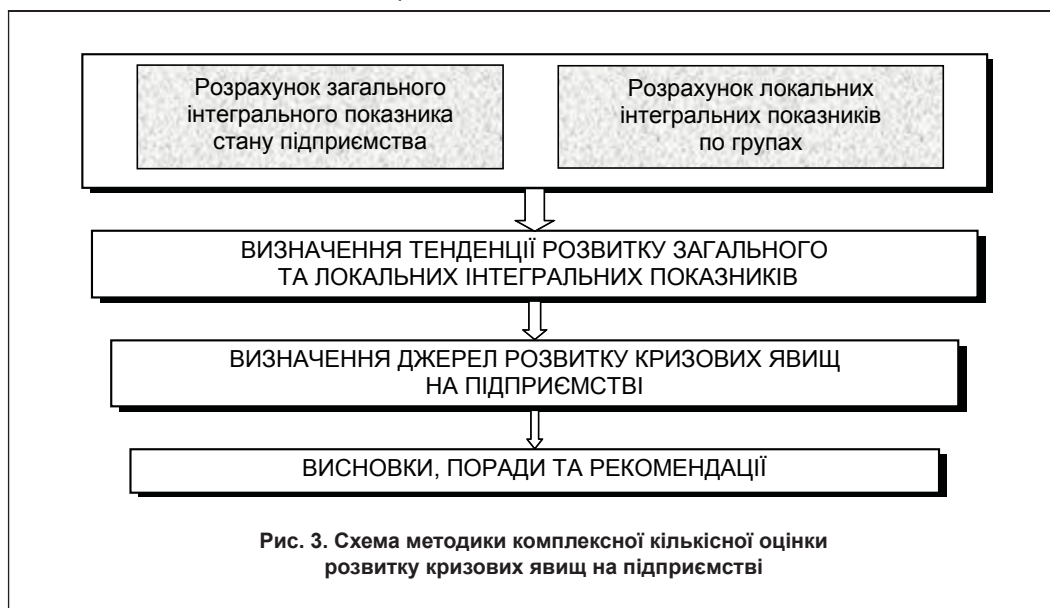 Розрахунок загального
інтегрального показника
стану підприємства
Розрахунок локальних
інтегральних показників
по групах
ВИЗНАЧЕННЯ ТЕНДЕНЦІЇ РОЗВИТКУ ЗАГАЛЬНОГО
ТА ЛОКАЛЬНИХ ІНТЕГРАЛЬНИХ ПОКАЗНИКІВ
ВИЗНАЧЕННЯ ДЖЕРЕЛ РОЗВИТКУ КРИЗОВИХ ЯВИЩ
НА ПІДПРИЄМСТВІ
ВИСНОВКИ, ПОРАДИ ТА РЕКОМЕНДАЦІЇ
Рис. 3. Схема методики комплексної кількісної оцінки
розвитку кризових явищ на підприємстві